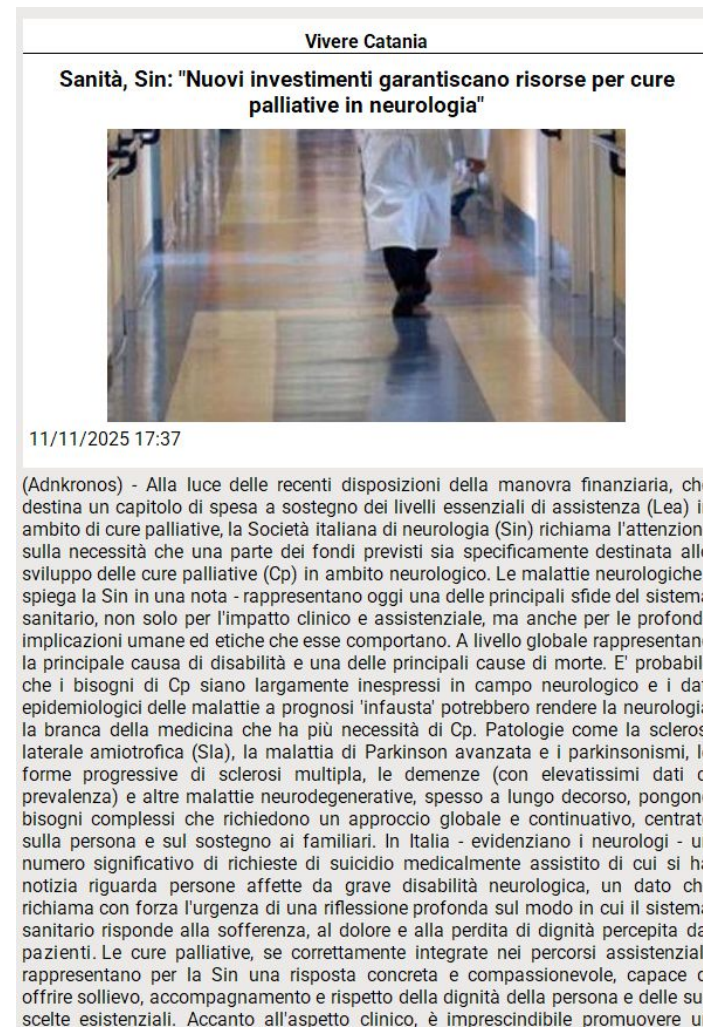 Vivere Catania
Sanità, Sin: "Nuovi investimenti garantiscano risorse per cure
palliative in neurologia"
11/11/2025 17:37
(Adnkronos) - Alla luce delle recenti disposizioni della manovra finanziaria, ch
destina un capitolo di spesa a sostegno dei livelli essenziali di assistenza (Lea) i
ambito di cure palliative, la Società italiana di neurologia (Sin) richiama l'attenzion
sulla necessità che una parte dei fondi previsti sia specificamente destinata all
sviluppo delle cure palliative (Cp) in ambito neurologico. Le malattie neurologiche
spiega la Sin in una nota - rappresentano oggi una delle principali sfide del sistema
sanitario, non solo per l'impatto clinico e assistenziale, ma anche per le profond
implicazioni umane ed etiche che esse comportano. A livello globale rappresentan
la principale causa di disabilità e una delle principali cause di morte. E' probabil
che i bisogni di Cp siano largamente inespressi in campo neurologico e i dat
epidemiologici delle malattie a prognosi 'infausta' potrebbero rendere la neurologia
la branca della medicina che ha più necessità di Cp. Patologie come la scleros
laterale amiotrofica (Sla), la malattia di Parkinson avanzata e i parkinsonismi, l
forme progressive di sclerosi multipla, le demenze (con elevatissimi dati d
prevalenza) e altre malattie neurodegenerative, spesso a lungo decorso, pongon
bisogni complessi che richiedono un approccio globale e continuativo, centrat
sulla persona e sul sostegno ai familiari. In Italia - evidenziano i neurologi - u
numero significativo di richieste di suicidio medicalmente assistito di cui si ha
notizia riguarda persone affette da grave disabilità neurologica, un dato ch
richiama con forza l'urgenza di una riflessione profonda sul modo in cui il sistema
sanitario risponde alla sofferenza, al dolore e alla perdita di dignità percepita da
pazienti. Le cure palliative, se correttamente integrate nei percorsi assistenzial
rappresentano per la Sin una risposta concreta e compassionevole, capace d
offrire sollievo, accompagnamento e rispetto della dignità della persona e delle su
scelte esistenziali. Accanto all'aspetto clinico, è imprescindibile promuovere u